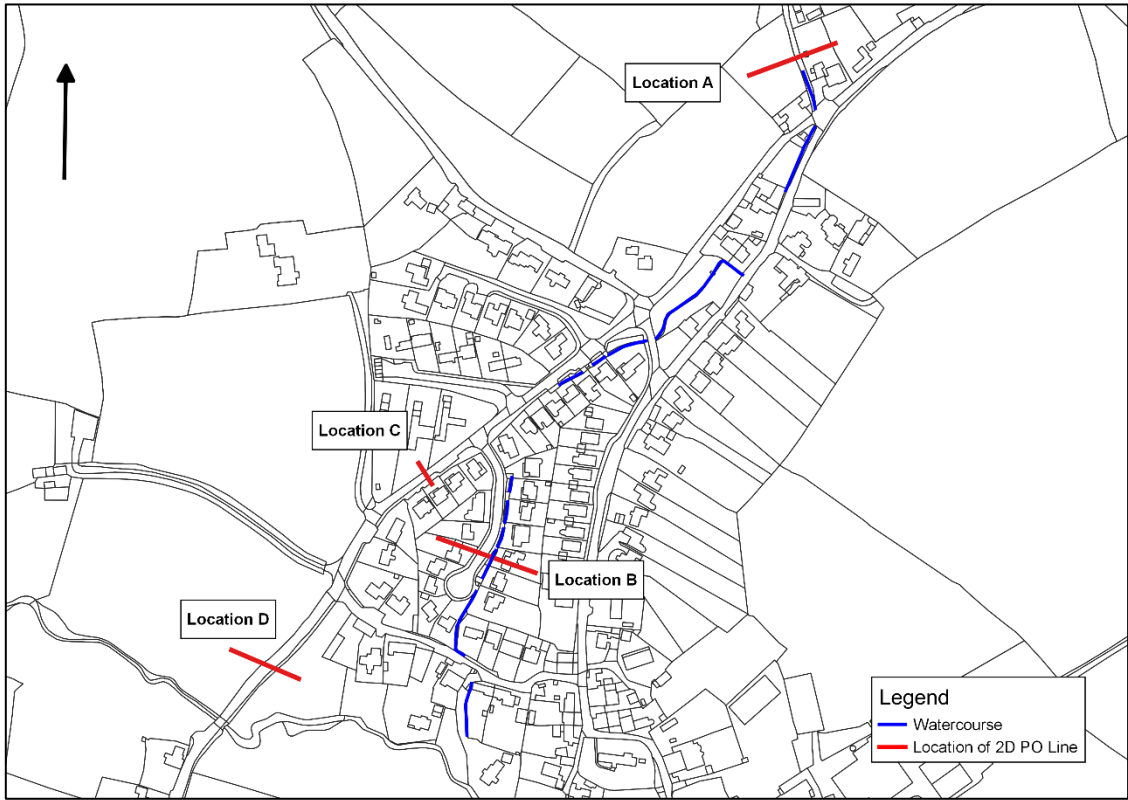 Location A
Location C
Location B
Location D
Legend
Watercourse
Location of 2D PO Line